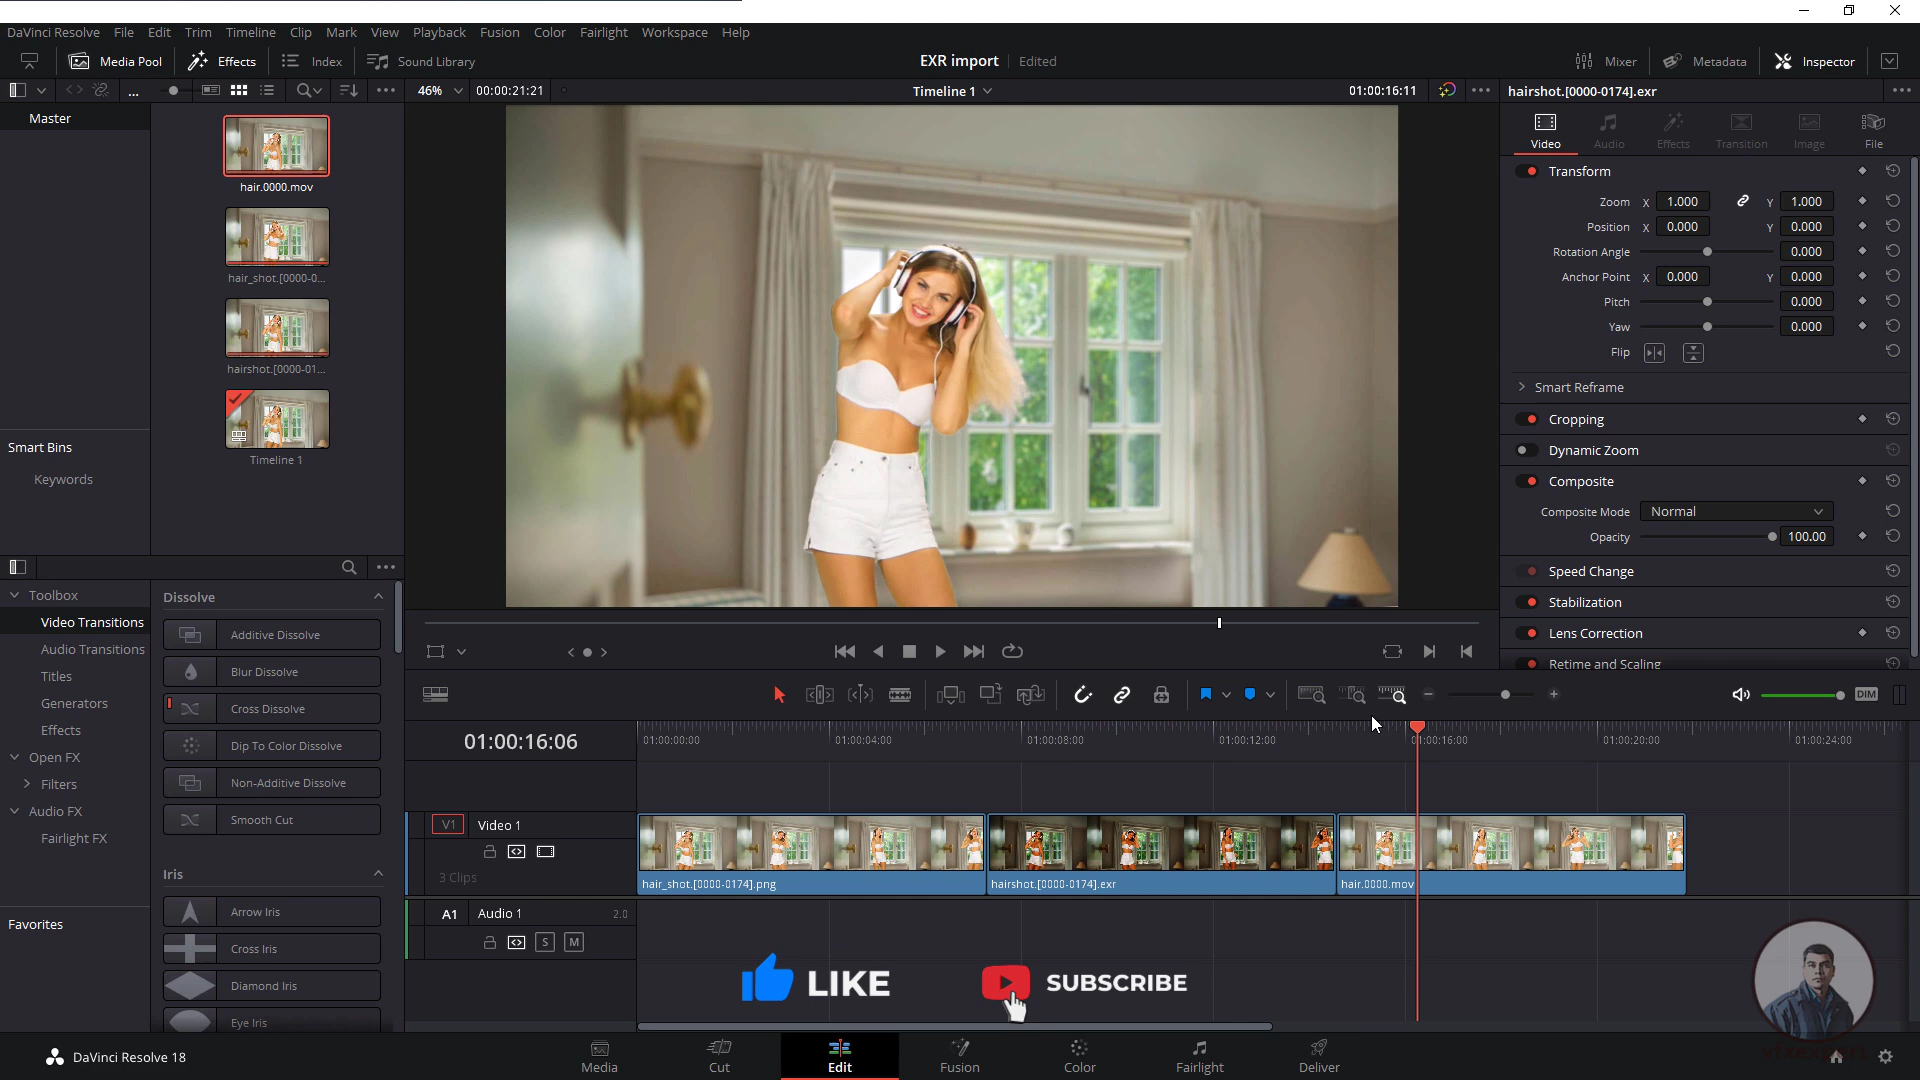 DaVinci Resolve File Edit Trim Timeline Clip Mark View Playback Fusion Color Fairlight Workspace Help
Media Pool Effects Index Sound Library EXR import Edited Mixer Metadata Inspector
... 46% 00:00:21:21 Timeline 1 01:00:16:11 hairshot.[0000-0174].exr
Master
hair.0000.mov
hair_shot.[0000-0...
hairshot.[0000-01...
Timeline 1
Smart Bins
Keywords
Video Audio Effects Transition Image File
Transform
Zoom X 1.000 Y 1.000
Position X 0.000 Y 0.000
Rotation Angle 0.000
Anchor Point X 0.000 Y 0.000
Pitch 0.000
Yaw 0.000
Flip
Smart Reframe
Cropping
Dynamic Zoom
Composite
Composite Mode Normal
Opacity 100.00
Speed Change
Stabilization
Lens Correction
Retime and Scaling
Toolbox
Video Transitions
Audio Transitions
Titles
Generators
Effects
Open FX
Filters
Audio FX
Fairlight FX
Favorites
Dissolve
Additive Dissolve
Blur Dissolve
Cross Dissolve
Dip To Color Dissolve
Non-Additive Dissolve
Smooth Cut
Iris
Arrow Iris
Cross Iris
Diamond Iris
Eye Iris
DIM
01:00:16:06
01:00:00:00 01:00:04:00 01:00:08:00 01:00:12:00 01:00:16:00 01:00:20:00 01:00:24:00
V1 Video 1
3 Clips
hair_shot.[0000-0174].png hairshot.[0000-0174].exr hair.0000.mov
A1 Audio 1 2.0
S M
LIKE SUBSCRIBE
DaVinci Resolve 18
Media Cut Edit Fusion Color Fairlight Deliver